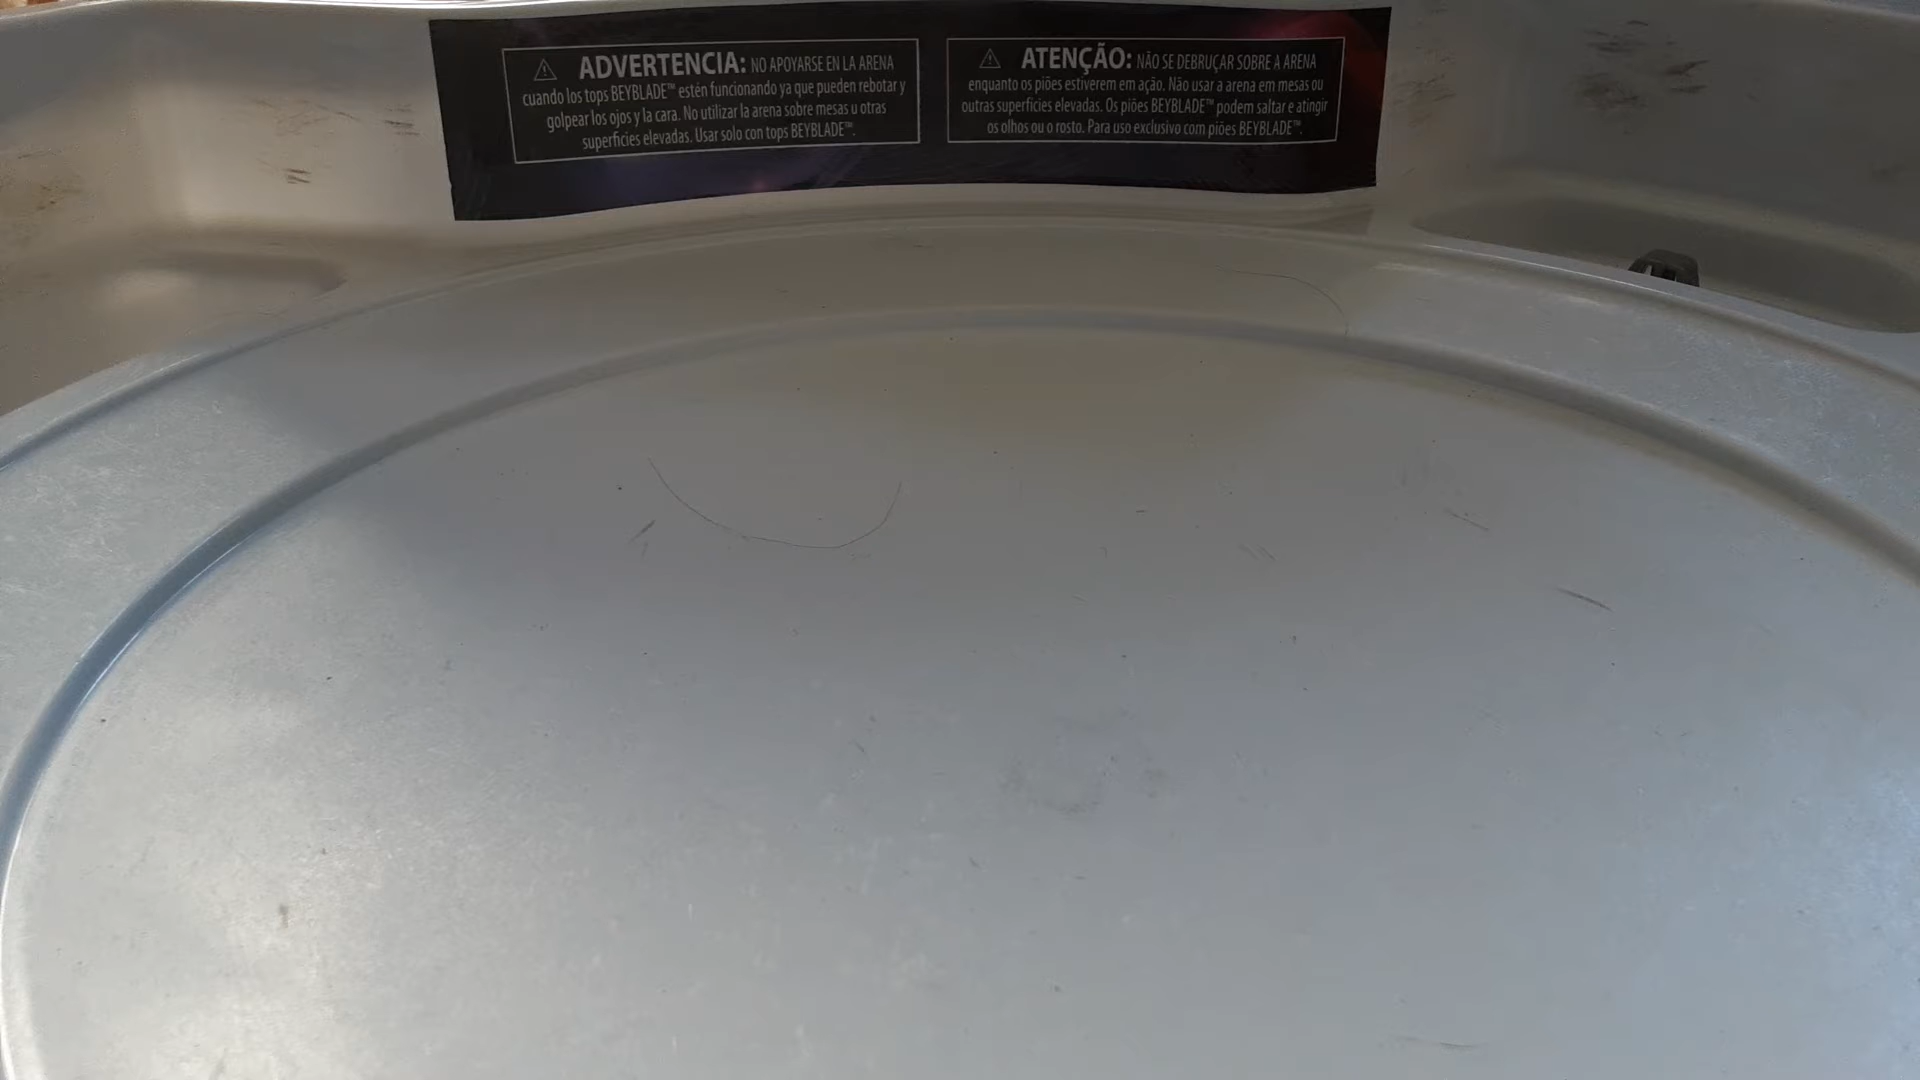 ADVERTENCIA: NO APOYARSE EN LA ARENA
cuando los tops BEYBLADE™ estén funcionando ya que pueden rebotar y
golpear los ojos y la cara. No utilizar la arena sobre mesas u otras
superficies elevadas. Usar solo con tops BEYBLADE™.
ATENÇÃO: NÃO SE DEBRUÇAR SOBRE A ARENA
enquanto os piões estiverem em ação. Não usar a arena em mesas ou
outras superfícies elevadas. Os piões BEYBLADE™ podem saltar e atingir
os olhos ou o rosto. Para uso exclusivo com piões BEYBLADE™.